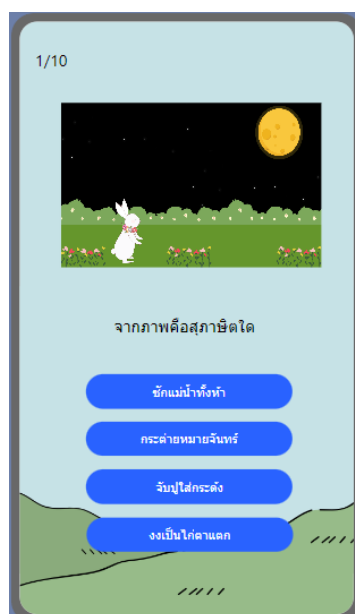 1/10
จากภาพคือสุภาษิตใด
ชักแม่น้ำทั้งห้า
กระต่ายหมายจันทร์
จับปูใส่กระด้ง
งงเป็นไก่ตาแตก